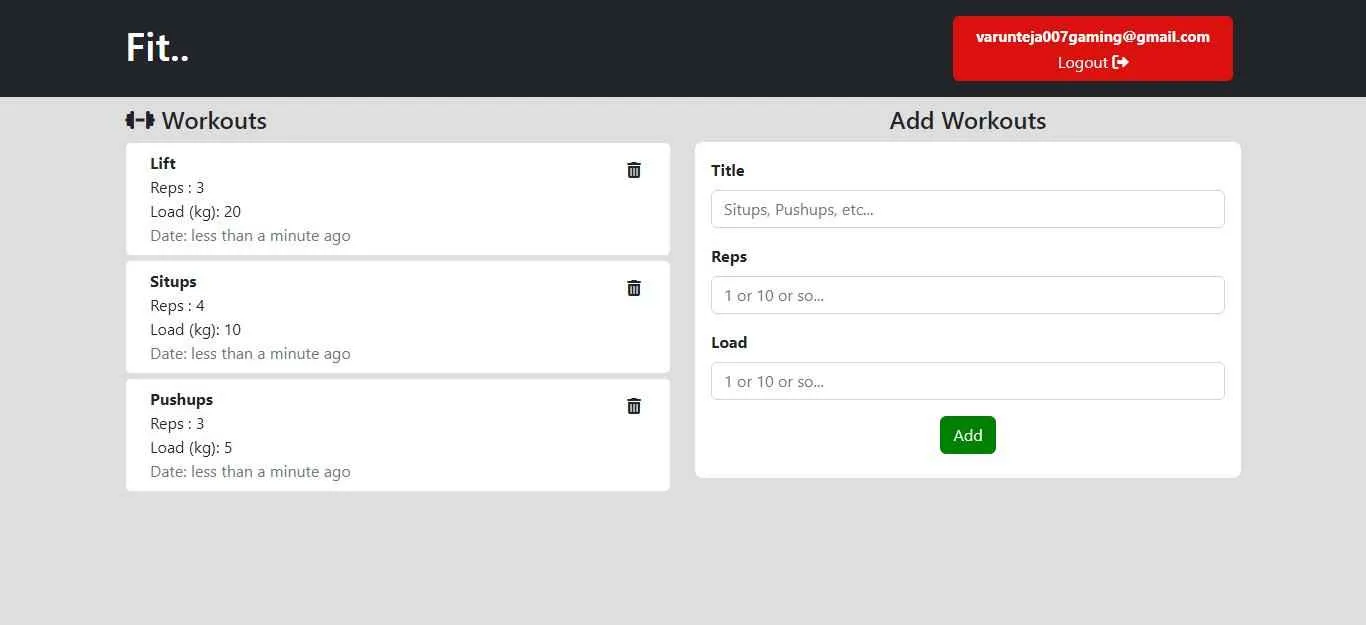 Fit..
varunteja007gaming@gmail.com
Logout
Workouts
Lift
Reps : 3
Load (kg): 20
Date: less than a minute ago
Situps
Reps : 4
Load (kg): 10
Date: less than a minute ago
Pushups
Reps : 3
Load (kg): 5
Date: less than a minute ago
Add Workouts
Title
Situps, Pushups, etc...
Reps
1 or 10 or so...
Load
1 or 10 or so...
Add